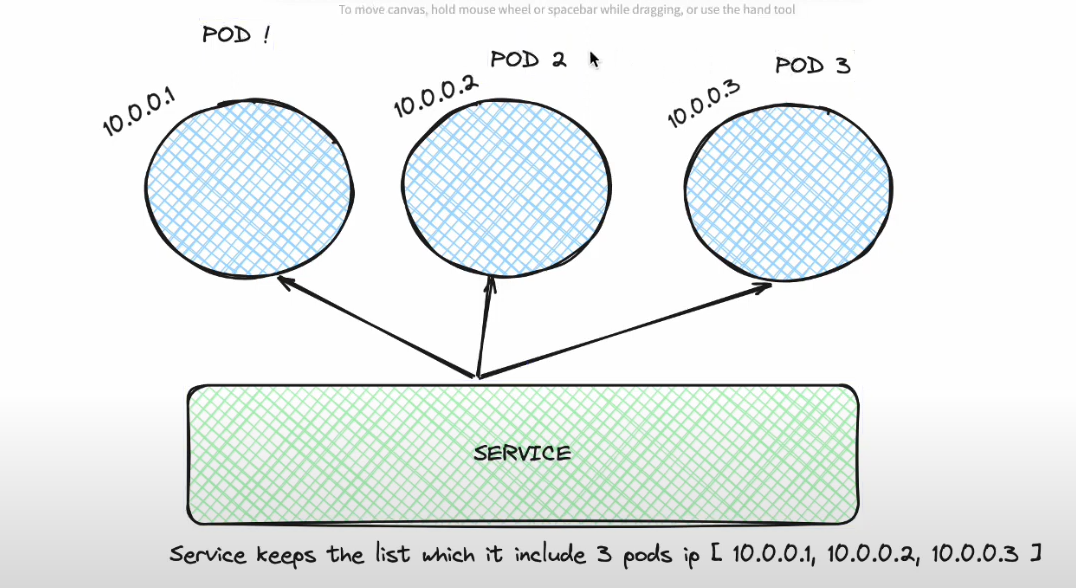 To move canvas, hold mouse wheel or spacebar while dragging, or use the hand tool
POD !
POD 2
POD 3
10.0.0.1
10.0.0.2
10.0.0.3
SERVICE
Service keeps the list which it include 3 pods ip [ 10.0.0.1, 10.0.0.2, 10.0.0.3 ]